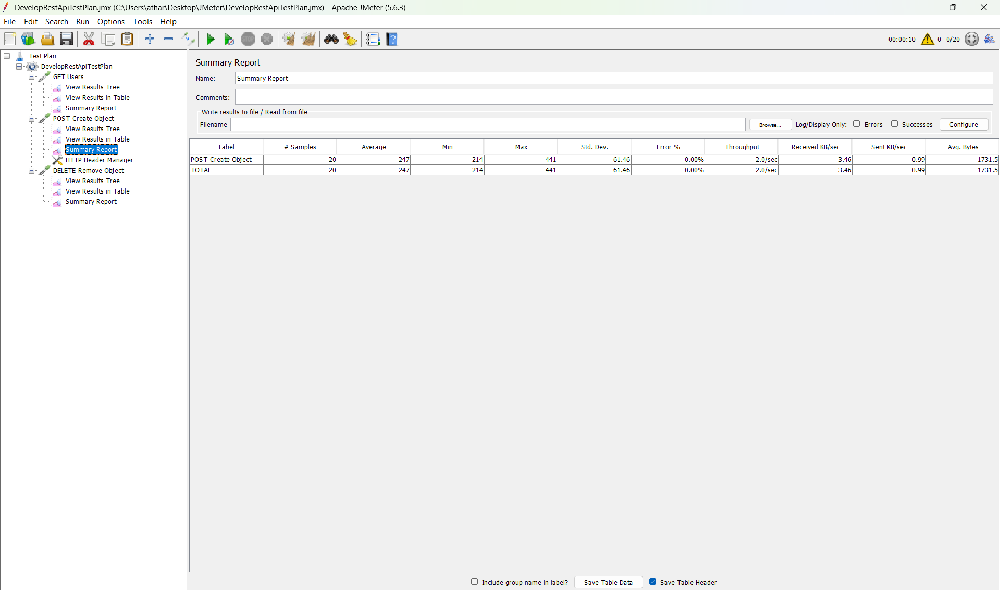 DevelopRestApiTestPlan.jmx (C:\Users\athar\Desktop\JMeter\DevelopRestApiTestPlan.jmx) - Apache JMeter (5.6.3)
File Edit Search Run Options Tools Help
STOP 00:00:10 0 0/20
Test Plan
DevelopRestApiTestPlan
GET Users
View Results Tree
View Results in Table
Summary Report
POST-Create Object
View Results Tree
View Results in Table
Summary Report
HTTP Header Manager
DELETE-Remove Object
View Results Tree
View Results in Table
Summary Report
Summary Report
Name: Summary Report
Comments:
Write results to file / Read from file
Filename Browse... Log/Display Only: Errors Successes Configure
Label # Samples Average Min Max Std. Dev. Error % Throughput Received KB/sec Sent KB/sec Avg. Bytes
POST-Create Object 20 247 214 441 61.46 0.00% 2.0/sec 3.46 0.99 1731.5
TOTAL 20 247 214 441 61.46 0.00% 2.0/sec 3.46 0.99 1731.5
Include group name in label? Save Table Data Save Table Header